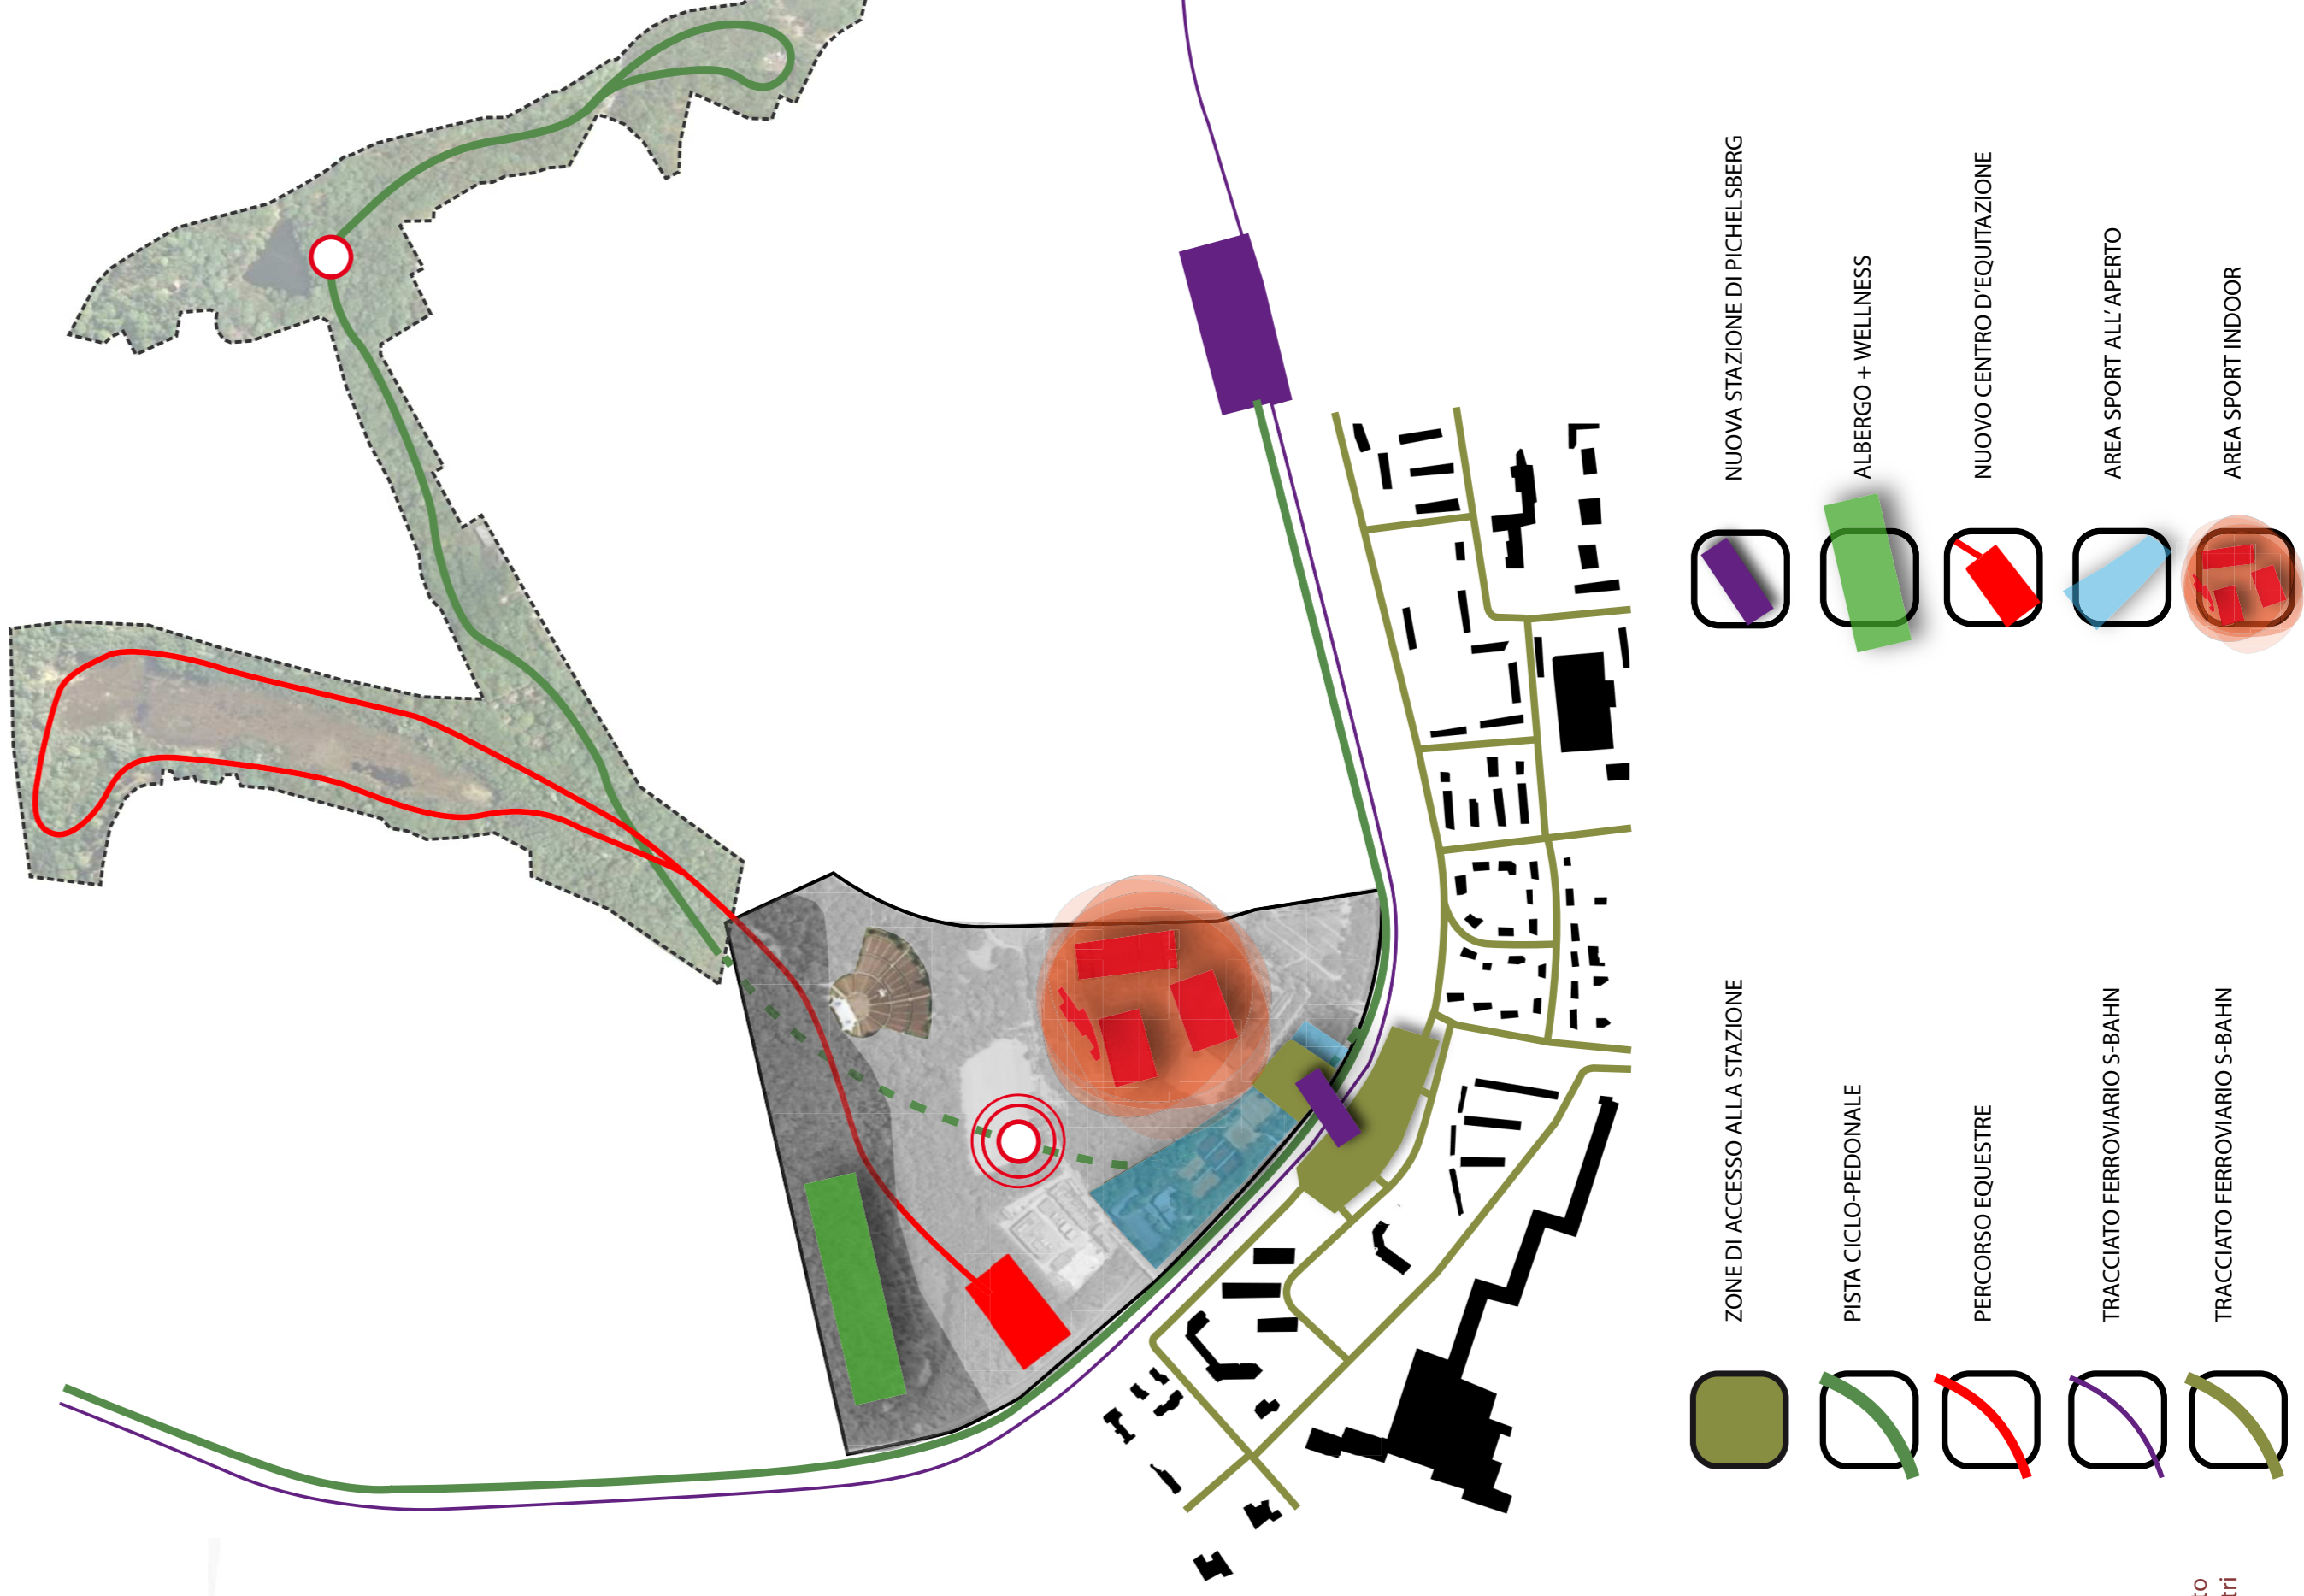 ZONE DI ACCESSO ALLA STAZIONE
PISTA CICLO-PEDONALE
PERCORSO EQUESTRE
TRACCIATO FERROVIARIO S-BAHN
TRACCIATO FERROVIARIO S-BAHN
NUOVA STAZIONE DI PICHELSBERG
ALBERGO + WELLNESS
NUOVO CENTRO D'EQUITAZIONE
AREA SPORT ALL'APERTO
AREA SPORT INDOOR